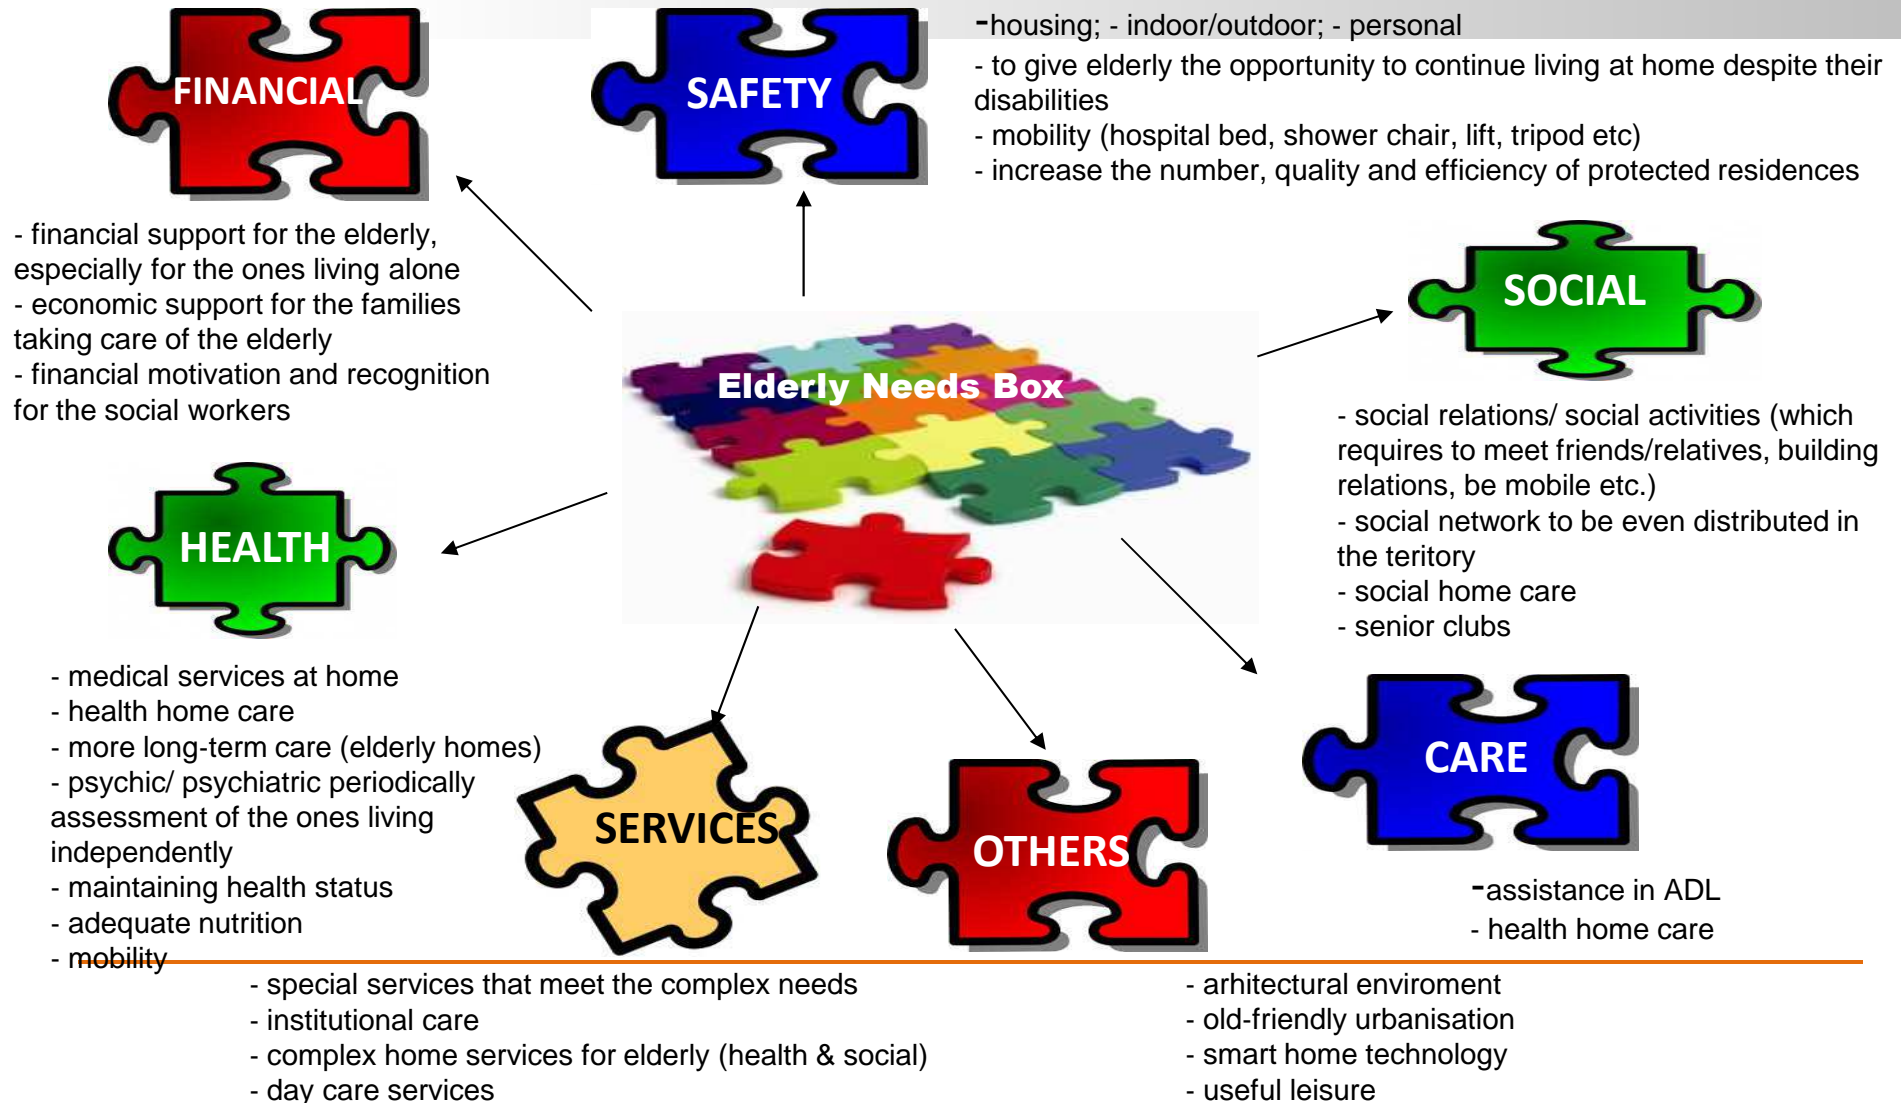 FINANCIAL
- financial support for the elderly,
especially for the ones living alone
- economic support for the families
taking care of the elderly
- financial motivation and recognition
for the social workers
SAFETY
-housing; - indoor/outdoor; - personal
- to give elderly the opportunity to continue living at home despite their
disabilities
- mobility (hospital bed, shower chair, lift, tripod etc)
- increase the number, quality and efficiency of protected residences
Elderly Needs Box
SOCIAL
- social relations/ social activities (which
requires to meet friends/relatives, building
relations, be mobile etc.)
- social network to be even distributed in
the teritory
- social home care
- senior clubs
HEALTH
- medical services at home
- health home care
- more long-term care (elderly homes)
- psychic/ psychiatric periodically
assessment of the ones living
independently
- maintaining health status
- adequate nutrition
- mobility
SERVICES
- special services that meet the complex needs
- institutional care
- complex home services for elderly (health & social)
- day care services
OTHERS
- arhitectural enviroment
- old-friendly urbanisation
- smart home technology
- useful leisure
CARE
-assistance in ADL
- health home care